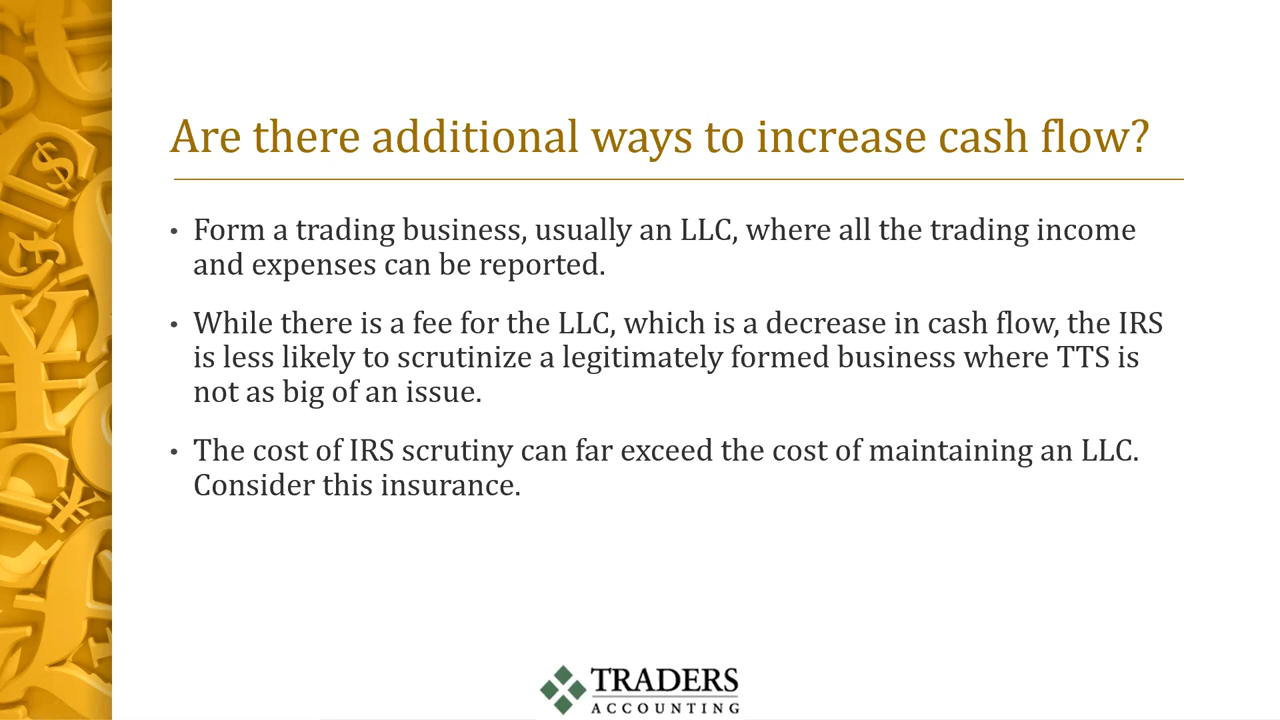 Are there additional ways to increase cash flow?
• Form a trading business, usually an LLC, where all the trading income
and expenses can be reported.
• While there is a fee for the LLC, which is a decrease in cash flow, the IRS
is less likely to scrutinize a legitimately formed business where TTS is
not as big of an issue.
• The cost of IRS scrutiny can far exceed the cost of maintaining an LLC.
Consider this insurance.
TRADERS
ACCOUNTING